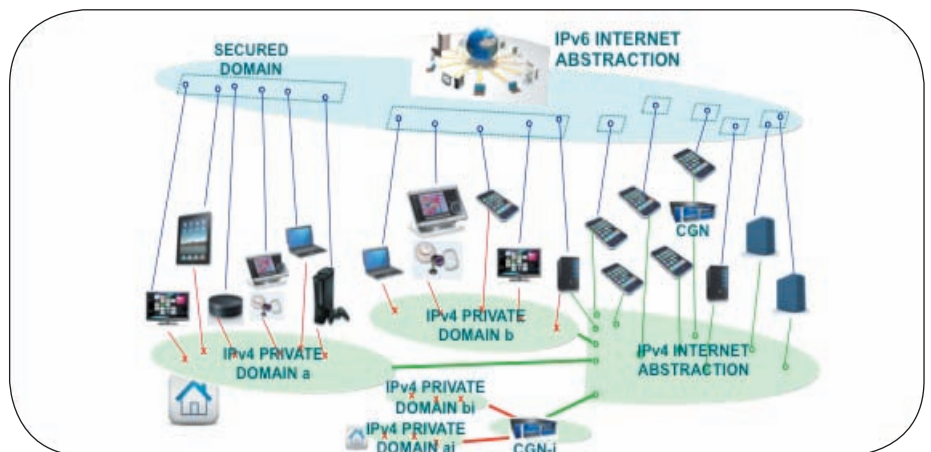 SECURED
DOMAIN
IPv6 INTERNET
ABSTRACTION
CGN
IPv4 PRIVATE
DOMAIN b
IPv4 PRIVATE
DOMAIN a
IPv4 INTERNET
ABSTRACTION
IPv4 PRIVATE
DOMAIN bi
IPv4 PRIVATE
DOMAIN ai
CGN-i